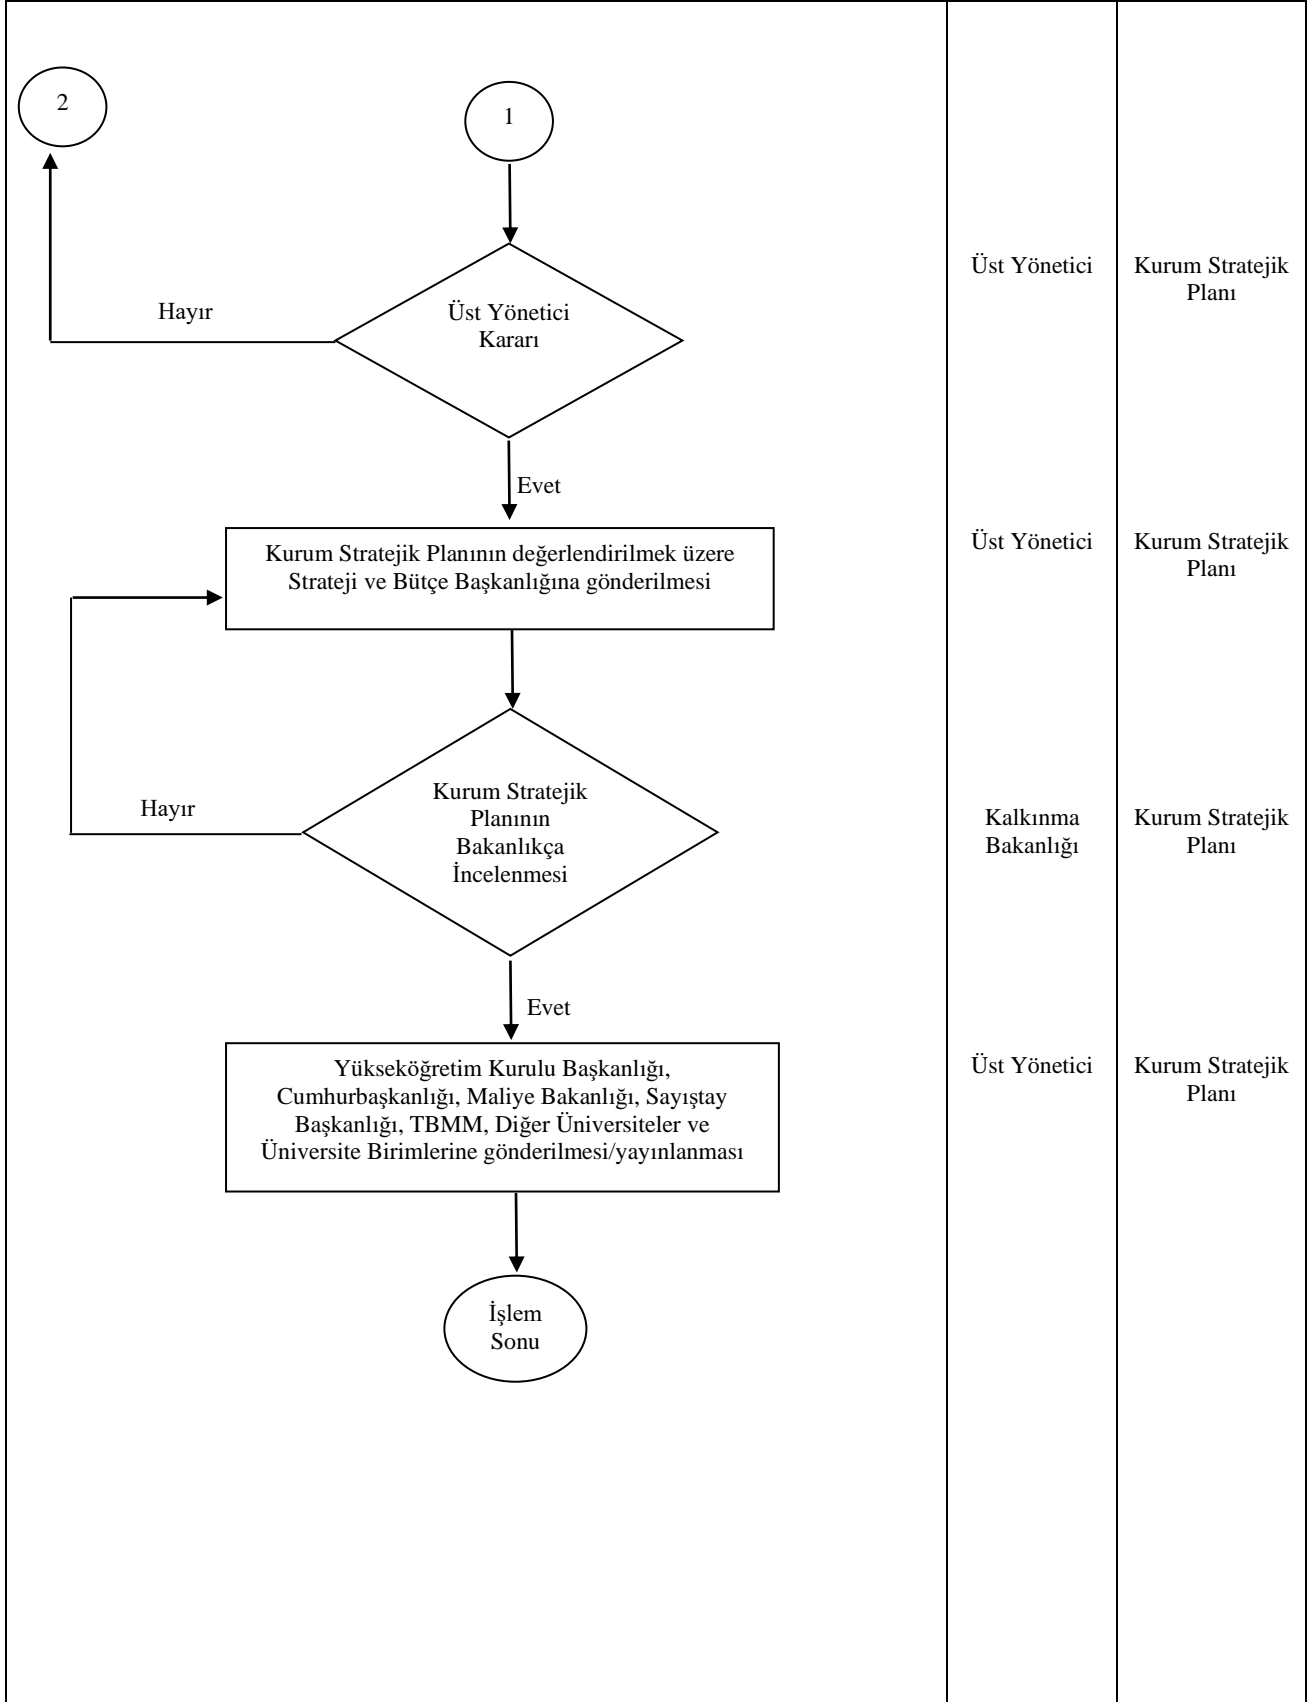 2
1
Üst Yönetici
Kararı
Hayır
Üst Yönetici
Kurum Stratejik
Planı
Evet
Kurum Stratejik Planının değerlendirilmek üzere
Strateji ve Bütçe Başkanlığına gönderilmesi
Üst Yönetici
Kurum Stratejik
Planı
Kurum Stratejik
Planının
Bakanlıkça
İncelenmesi
Hayır
Kalkınma
Bakanlığı
Kurum Stratejik
Planı
Evet
Yükseköğretim Kurulu Başkanlığı,
Cumhurbaşkanlığı, Maliye Bakanlığı, Sayıştay
Başkanlığı, TBMM, Diğer Üniversiteler ve
Üniversite Birimlerine gönderilmesi/yayınlanması
Üst Yönetici
Kurum Stratejik
Planı
İşlem
Sonu